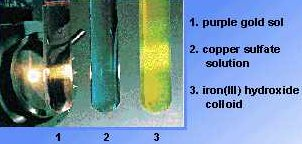 1. purple gold sol
2. copper sulfate
solution
3. iron(III) hydroxide
colloid
1 2 3